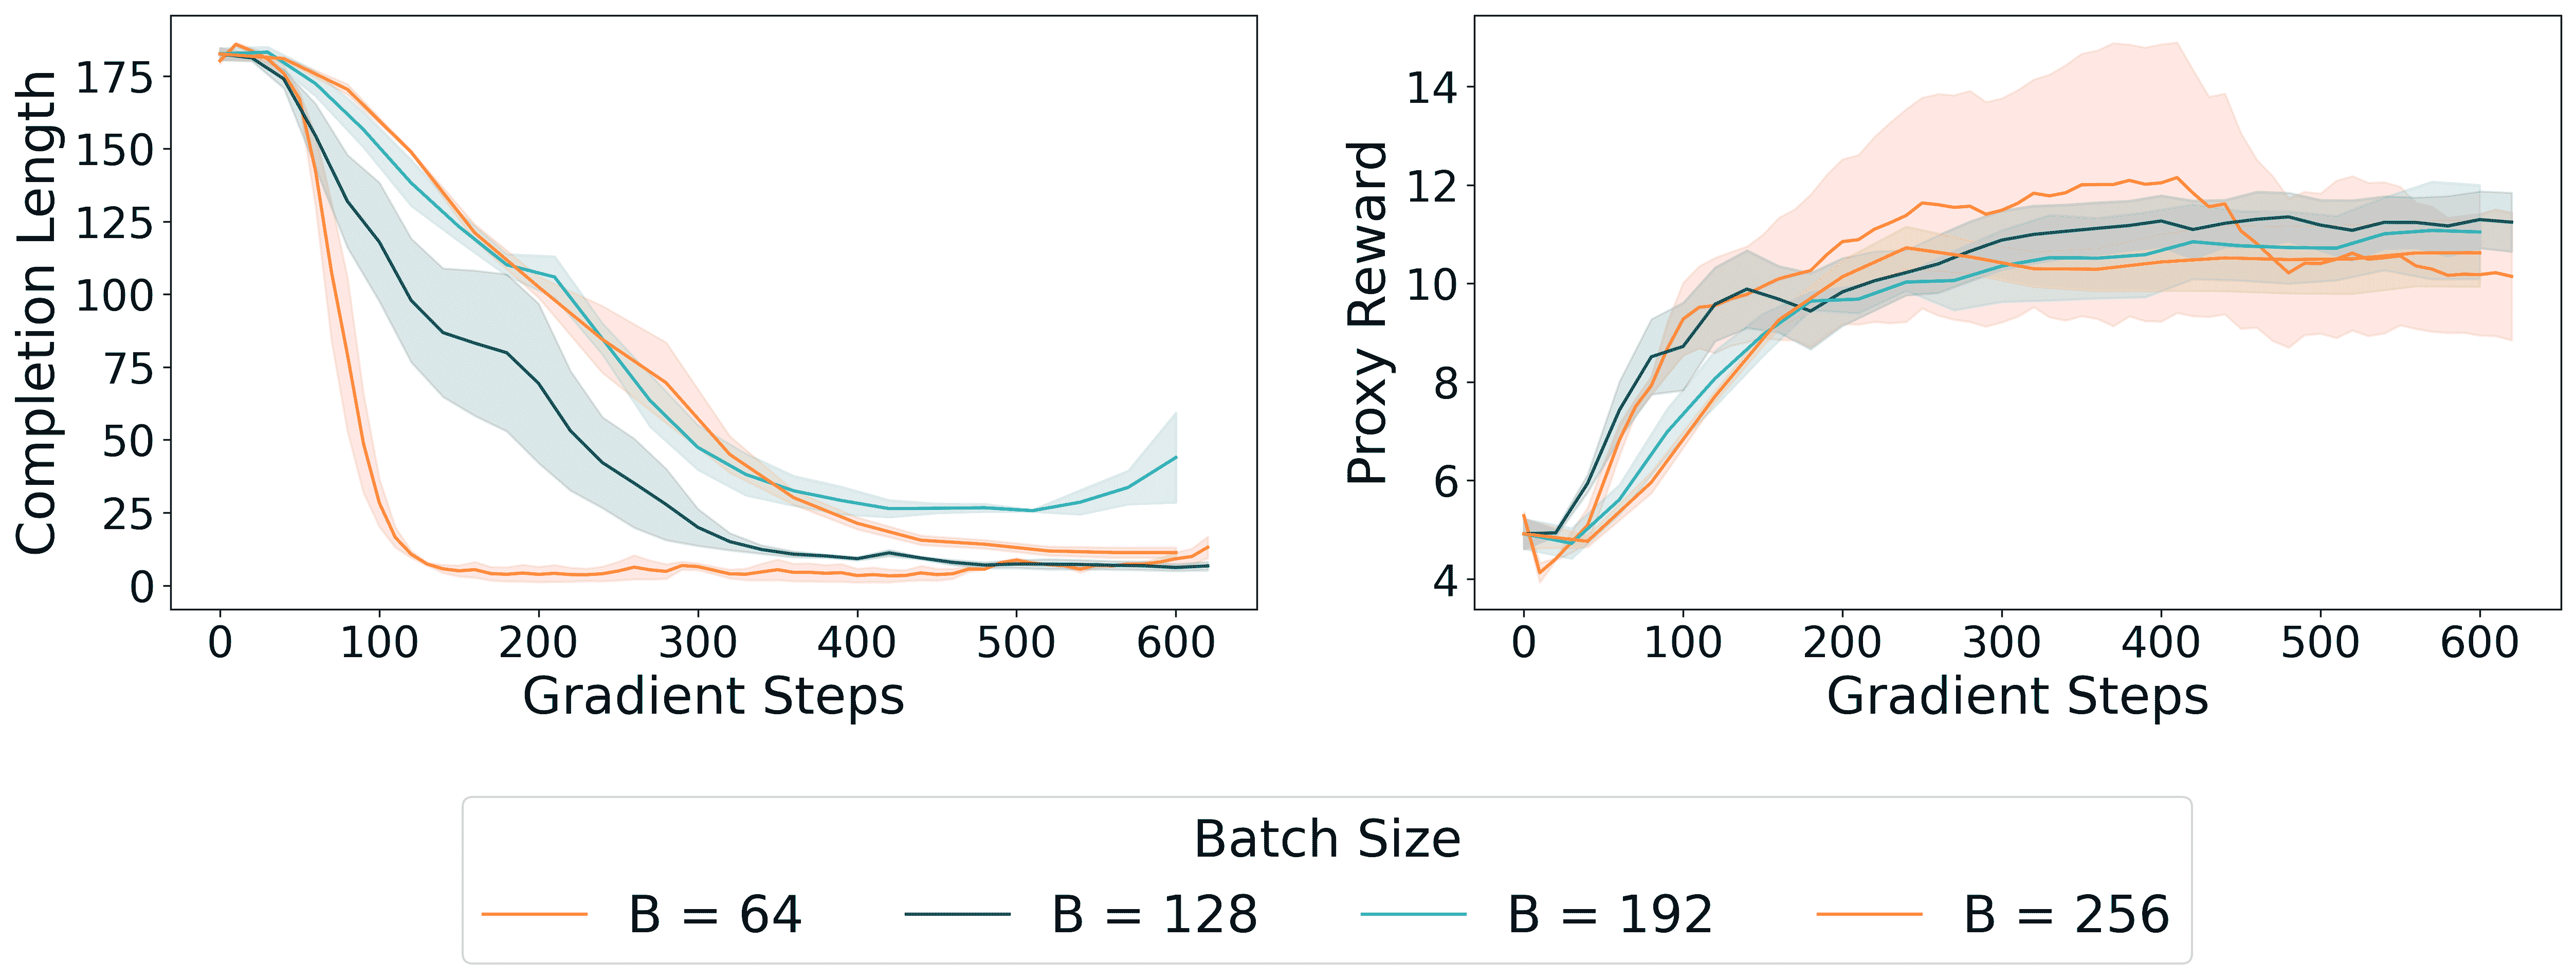 Completion Length
175
150
125
100
75
50
25
0
0 100 200 300 400 500 600
Gradient Steps
Proxy Reward
14
12
10
8
6
4
0 100 200 300 400 500 600
Gradient Steps
Batch Size
B = 64 B = 128 B = 192 B = 256